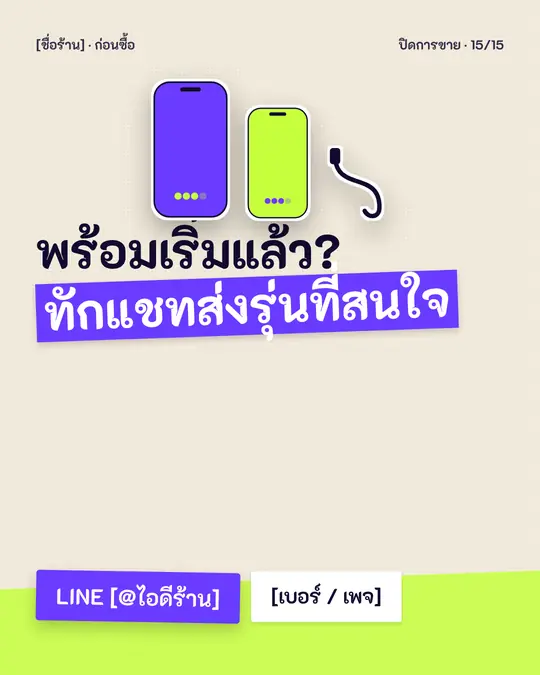 [ชื่อร้าน] · ก่อนซื้อ
ปิดการขาย · 15/15
พร้อมเริ่มแล้ว?
ทักแชทส่งรุ่นที่สนใจ
LINE [@ไอดีร้าน]
[เบอร์ / เพจ]